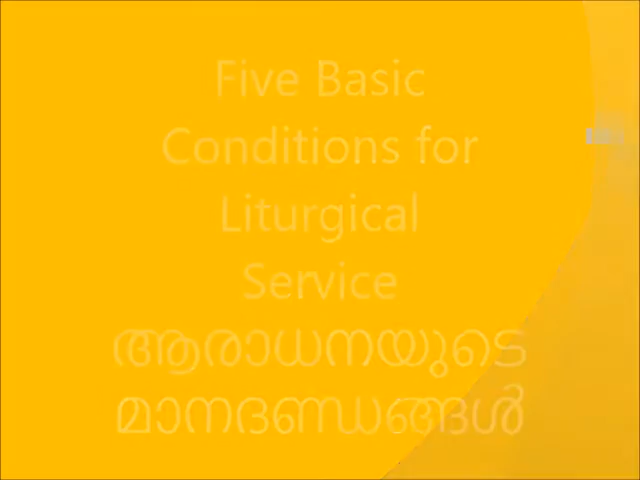 Five Basic
Conditions for
Liturgical
Service
ആരാധനയുടെ
മാനദണ്ഡങ്ങൾ